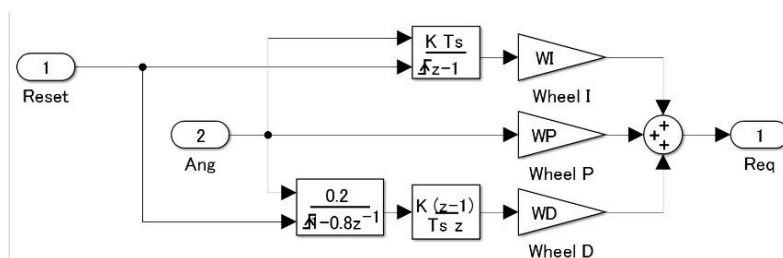 K Ts
z-1
WI
1
Reset
Wheel I
2
Ang
WP
+
+
+
1
Req
Wheel P
0.2
1-0.8z-1
K (z-1)
Ts z
WD
Wheel D